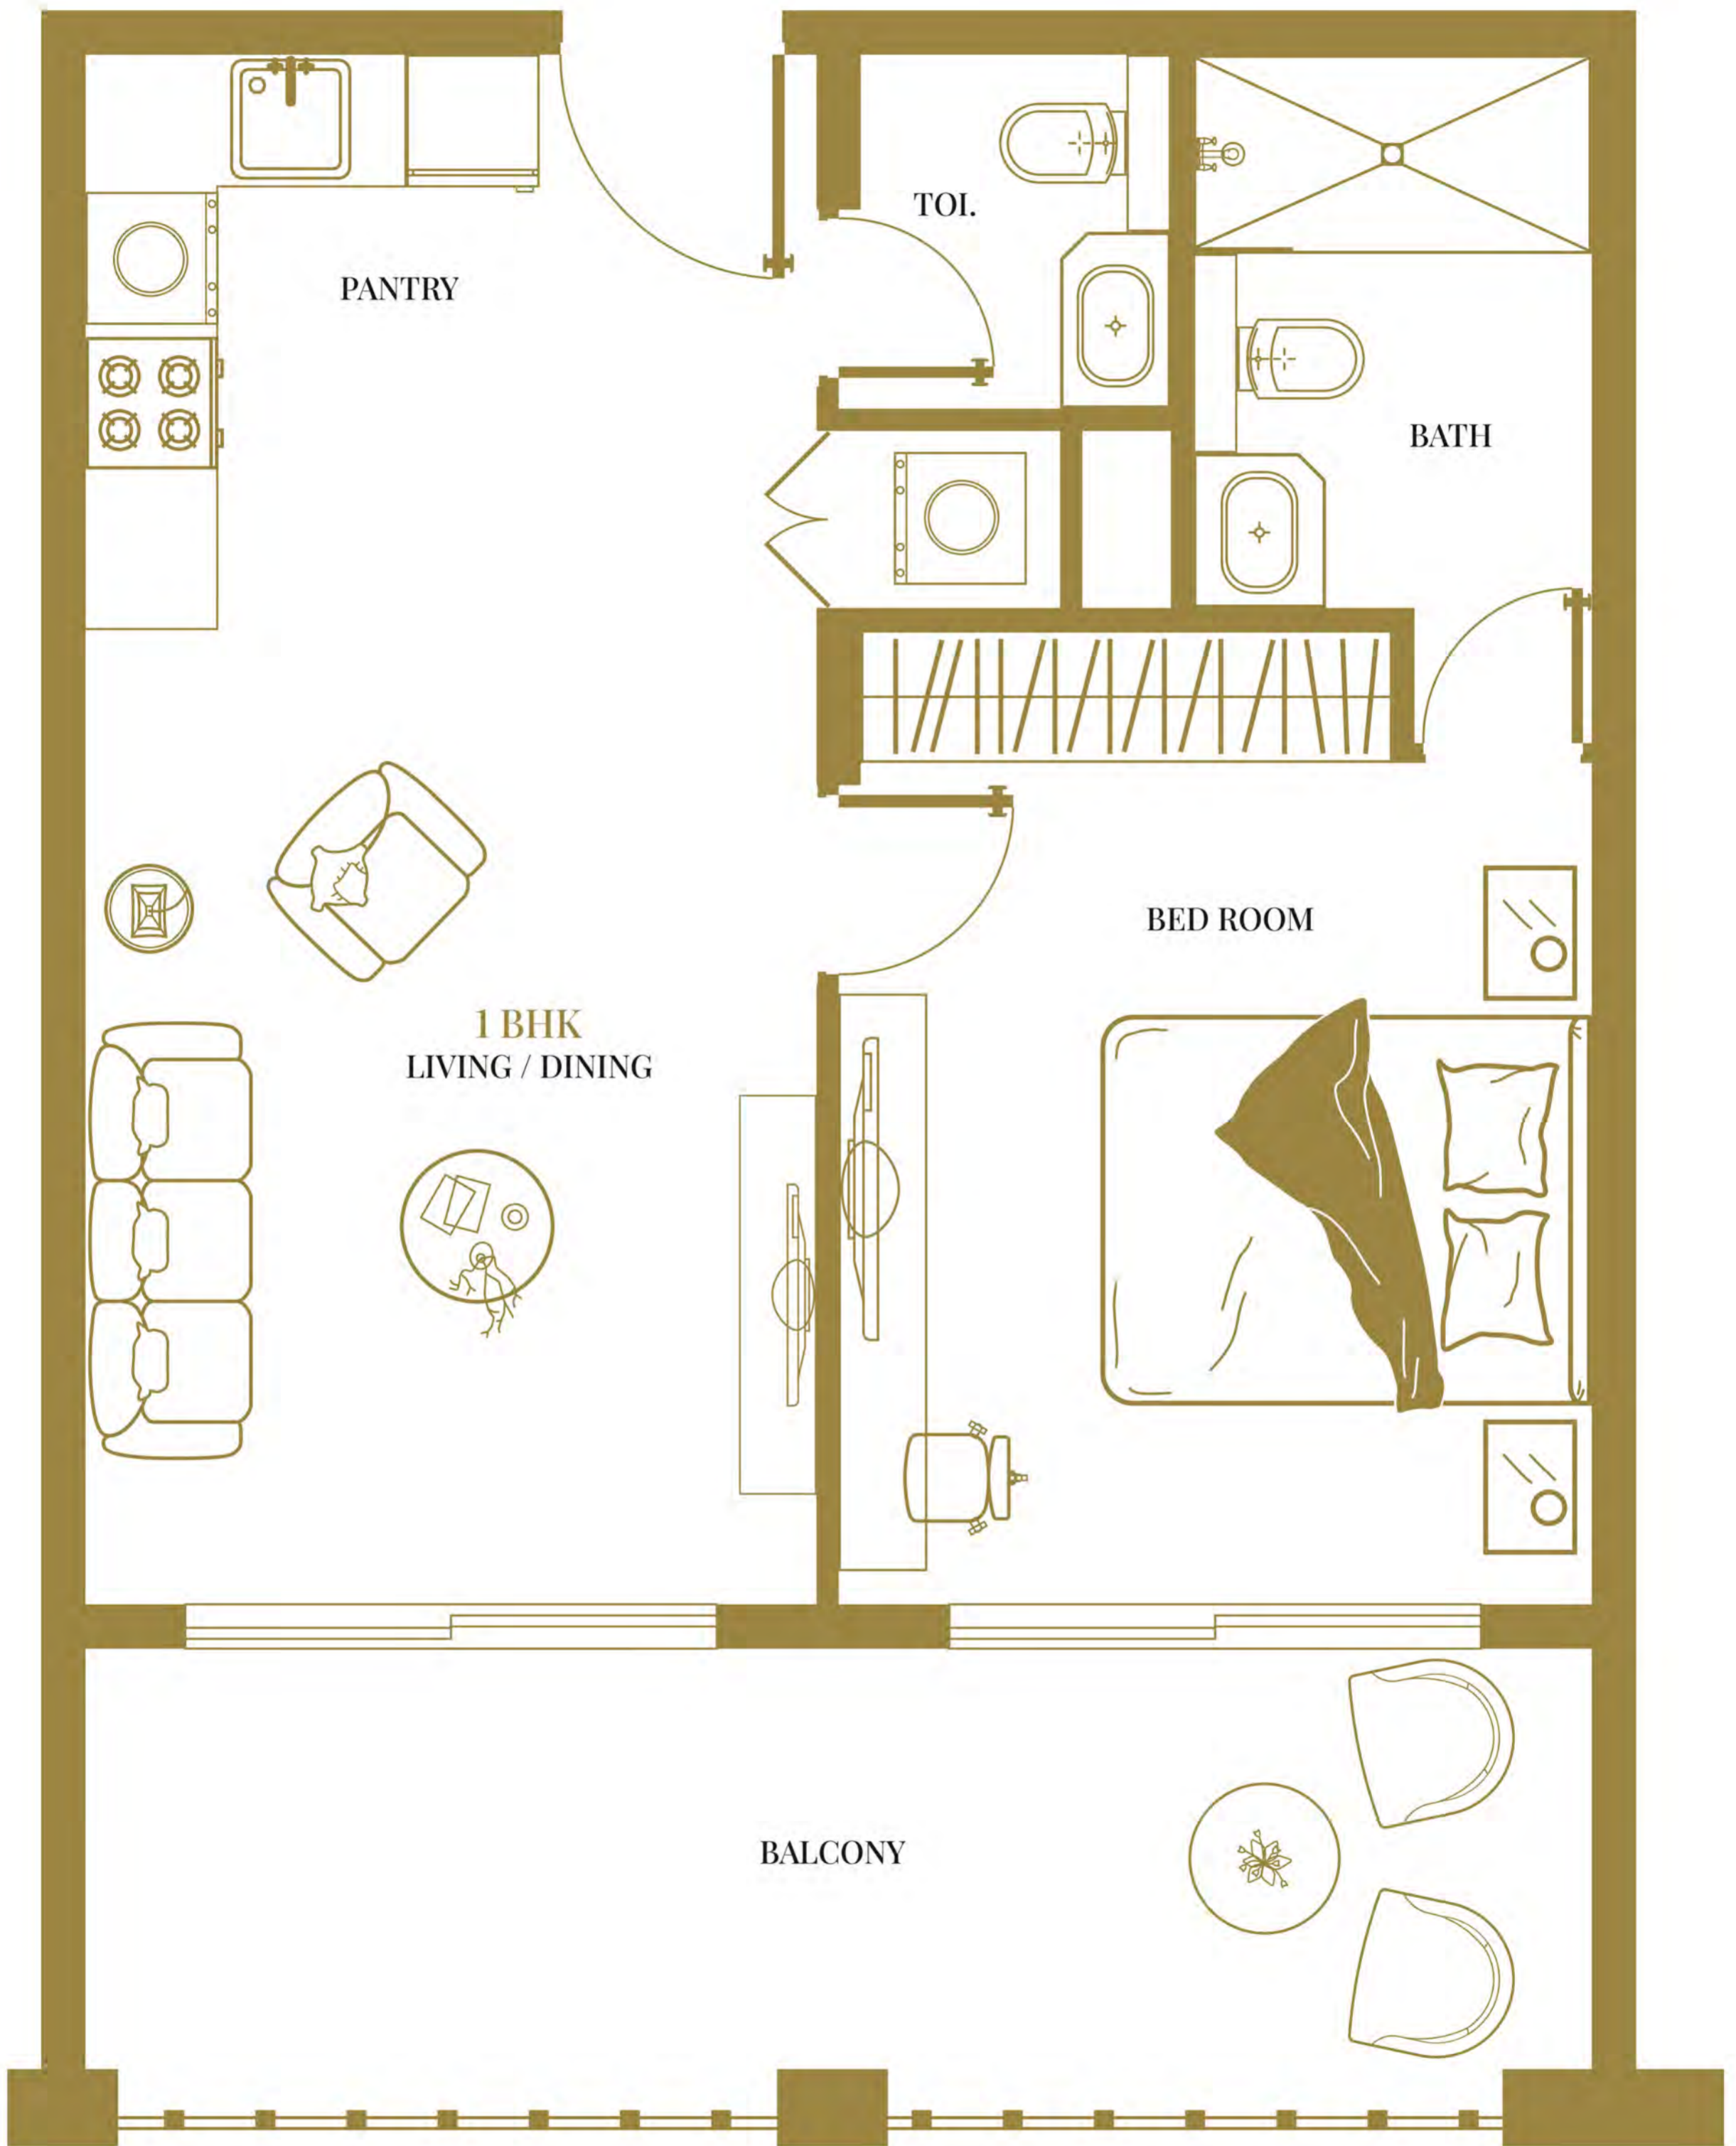 TOI.
PANTRY
BATH
BED ROOM
1 BHK
LIVING / DINING
BALCONY